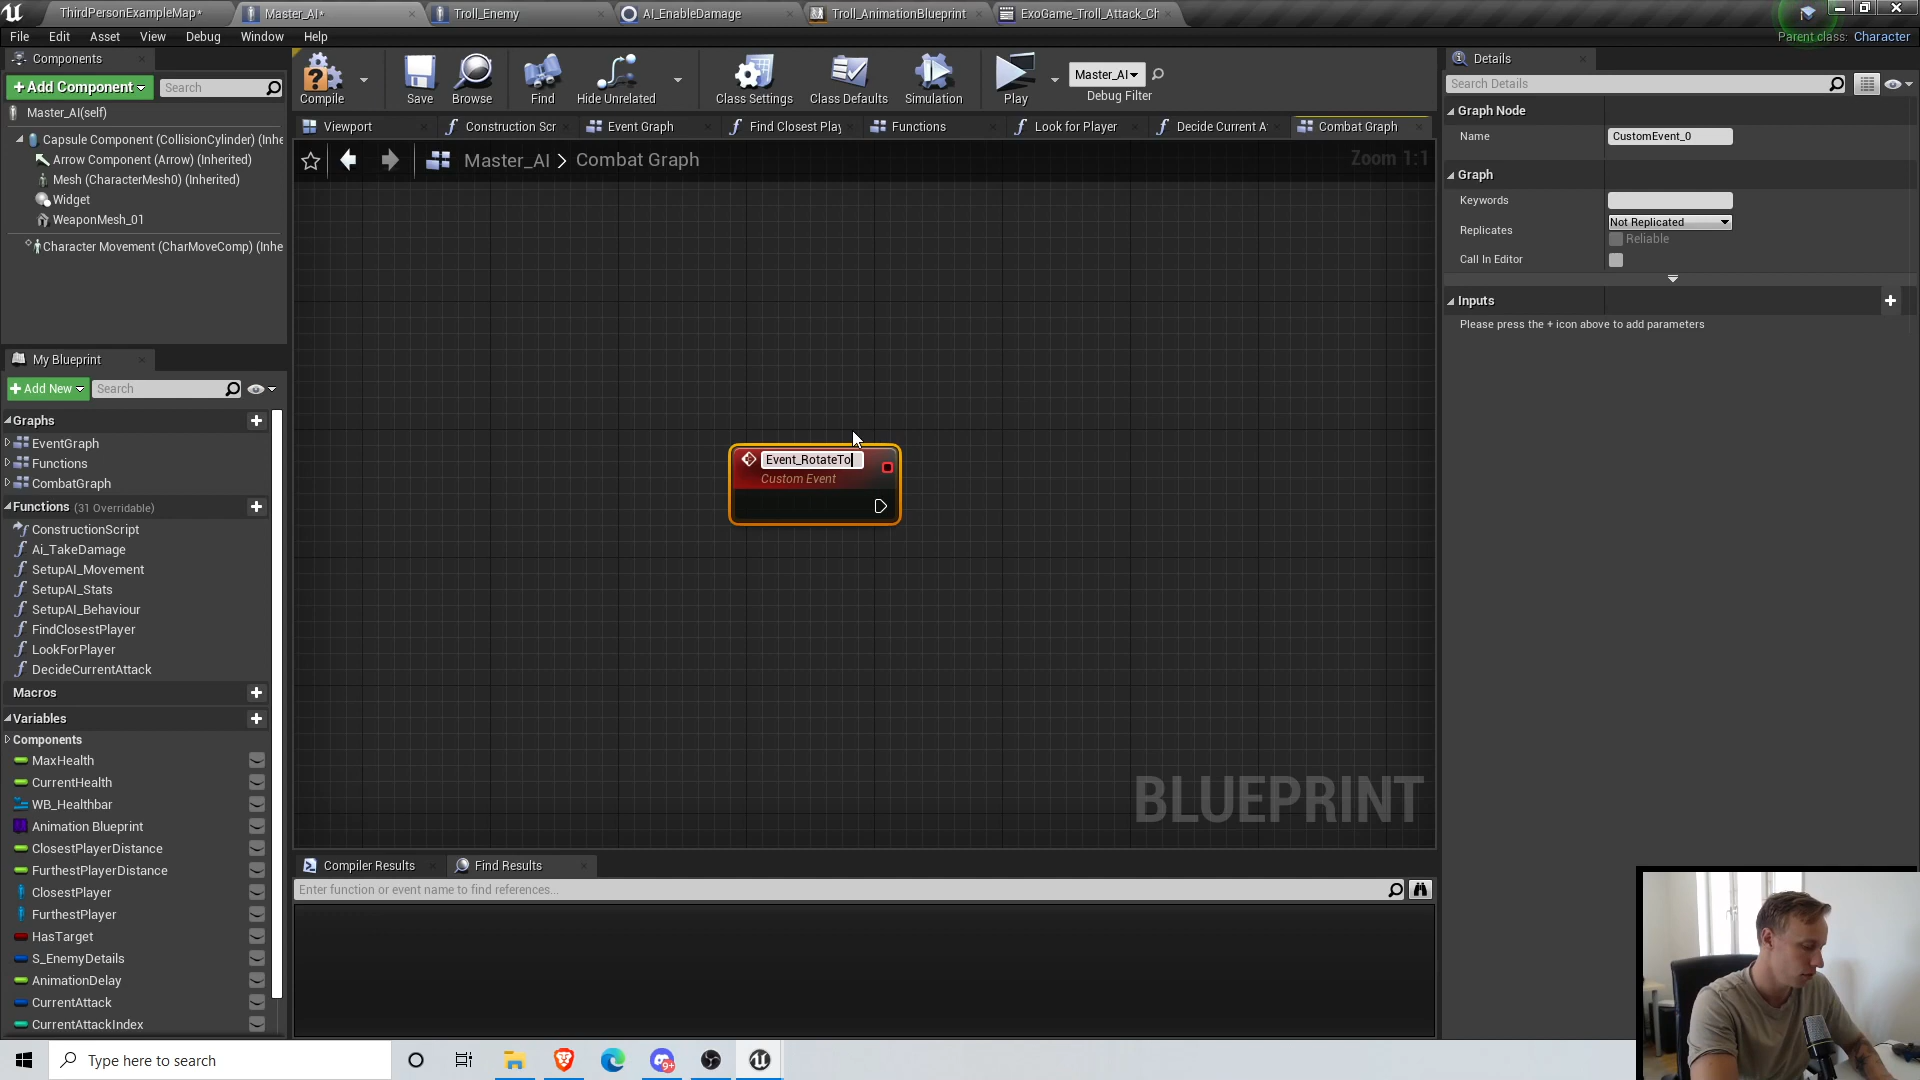 ThirdPersonExampleMap*
Master_AI*
Troll_Enemy
AI_EnableDamage
Troll_AnimationBlueprint
ExoGame_Troll_Attack_Ch
File
Edit
Asset
View
Debug
Window
Help
Parent class: Character
Components
+ Add Component
Search
Master_AI(self)
Capsule Component (CollisionCylinder) (Inhe
Arrow Component (Arrow) (Inherited)
Mesh (CharacterMesh0) (Inherited)
Widget
WeaponMesh_01
Character Movement (CharMoveComp) (Inhe
Compile
Save
Browse
Find
Hide Unrelated
Class Settings
Class Defaults
Simulation
Play
Master_AI
Debug Filter
Viewport
Construction Scr
Event Graph
Find Closest Play
Functions
Look for Player
Decide Current A
Combat Graph
Master_AI > Combat Graph
Zoom 1:1
Event_RotateTo
Custom Event
BLUEPRINT
My Blueprint
+ Add New
Search
Graphs
EventGraph
Functions
CombatGraph
Functions (31 Overridable)
ConstructionScript
Ai_TakeDamage
SetupAI_Movement
SetupAI_Stats
SetupAI_Behaviour
FindClosestPlayer
LookForPlayer
DecideCurrentAttack
Macros
Variables
Components
MaxHealth
CurrentHealth
WB_Healthbar
Animation Blueprint
ClosestPlayerDistance
FurthestPlayerDistance
ClosestPlayer
FurthestPlayer
HasTarget
S_EnemyDetails
AnimationDelay
CurrentAttack
CurrentAttackIndex
Compiler Results
Find Results
Enter function or event name to find references...
Details
Search Details
Graph Node
Name
CustomEvent_0
Graph
Keywords
Replicates
Not Replicated
Reliable
Call In Editor
Inputs
Please press the + icon above to add parameters
Type here to search
9+